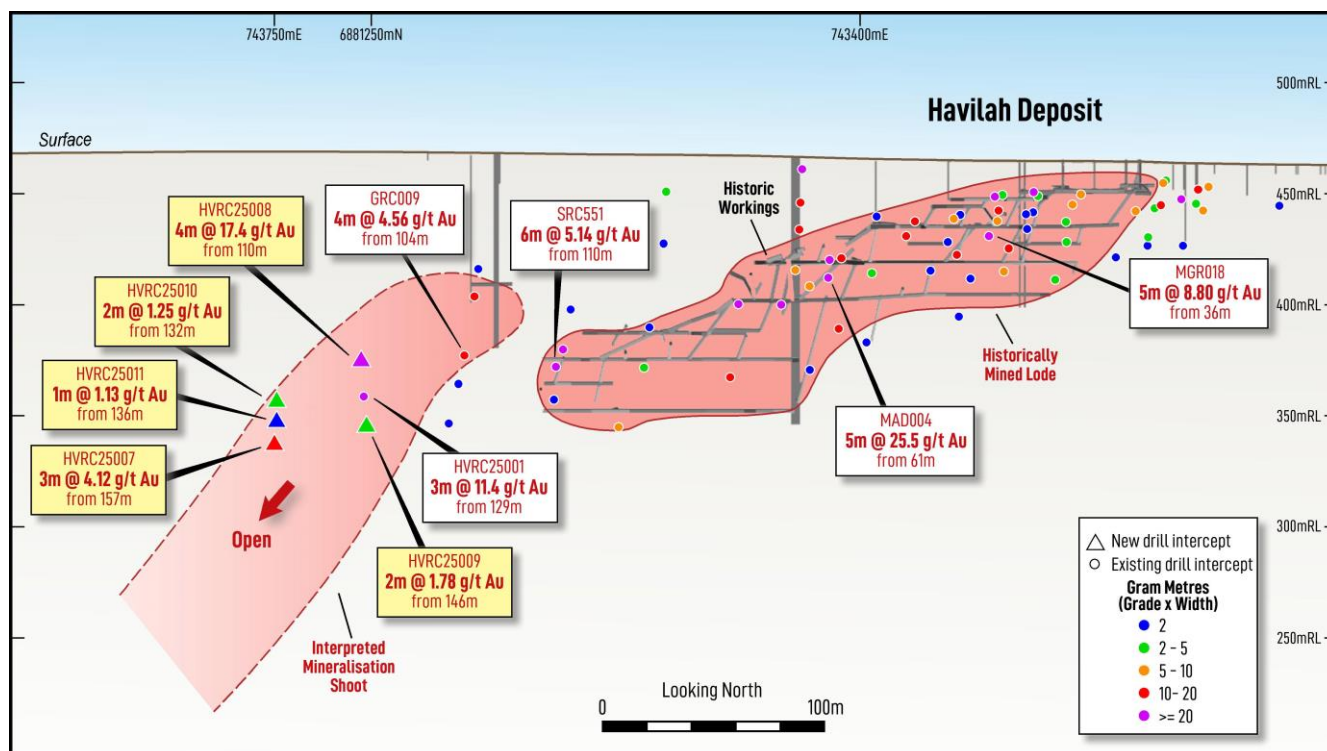 743750mE
6881250mN
743400mE
500mRL
Havilah Deposit
Surface
HVRC25008
4m @ 17.4 g/t Au
from 110m
GRC009
4m @ 4.56 g/t Au
from 104m
SRC551
6m @ 5.14 g/t Au
from 110m
Historic
Workings
450mRL
HVRC25010
2m @ 1.25 g/t Au
from 132m
MGR018
5m @ 8.80 g/t Au
from 36m
400mRL
HVRC25011
1m @ 1.13 g/t Au
from 136m
Historically
Mined Lode
HVRC25007
3m @ 4.12 g/t Au
from 157m
HVRC25001
3m @ 11.4 g/t Au
from 129m
MAD004
5m @ 25.5 g/t Au
from 61m
350mRL
Open
HVRC25009
2m @ 1.78 g/t Au
from 146m
300mRL
Interpreted
Mineralisation
Shoot
Looking North
0
100m
New drill intercept
Existing drill intercept
Gram Metres
(Grade x Width)
2
2 - 5
5 - 10
10- 20
>= 20
250mRL